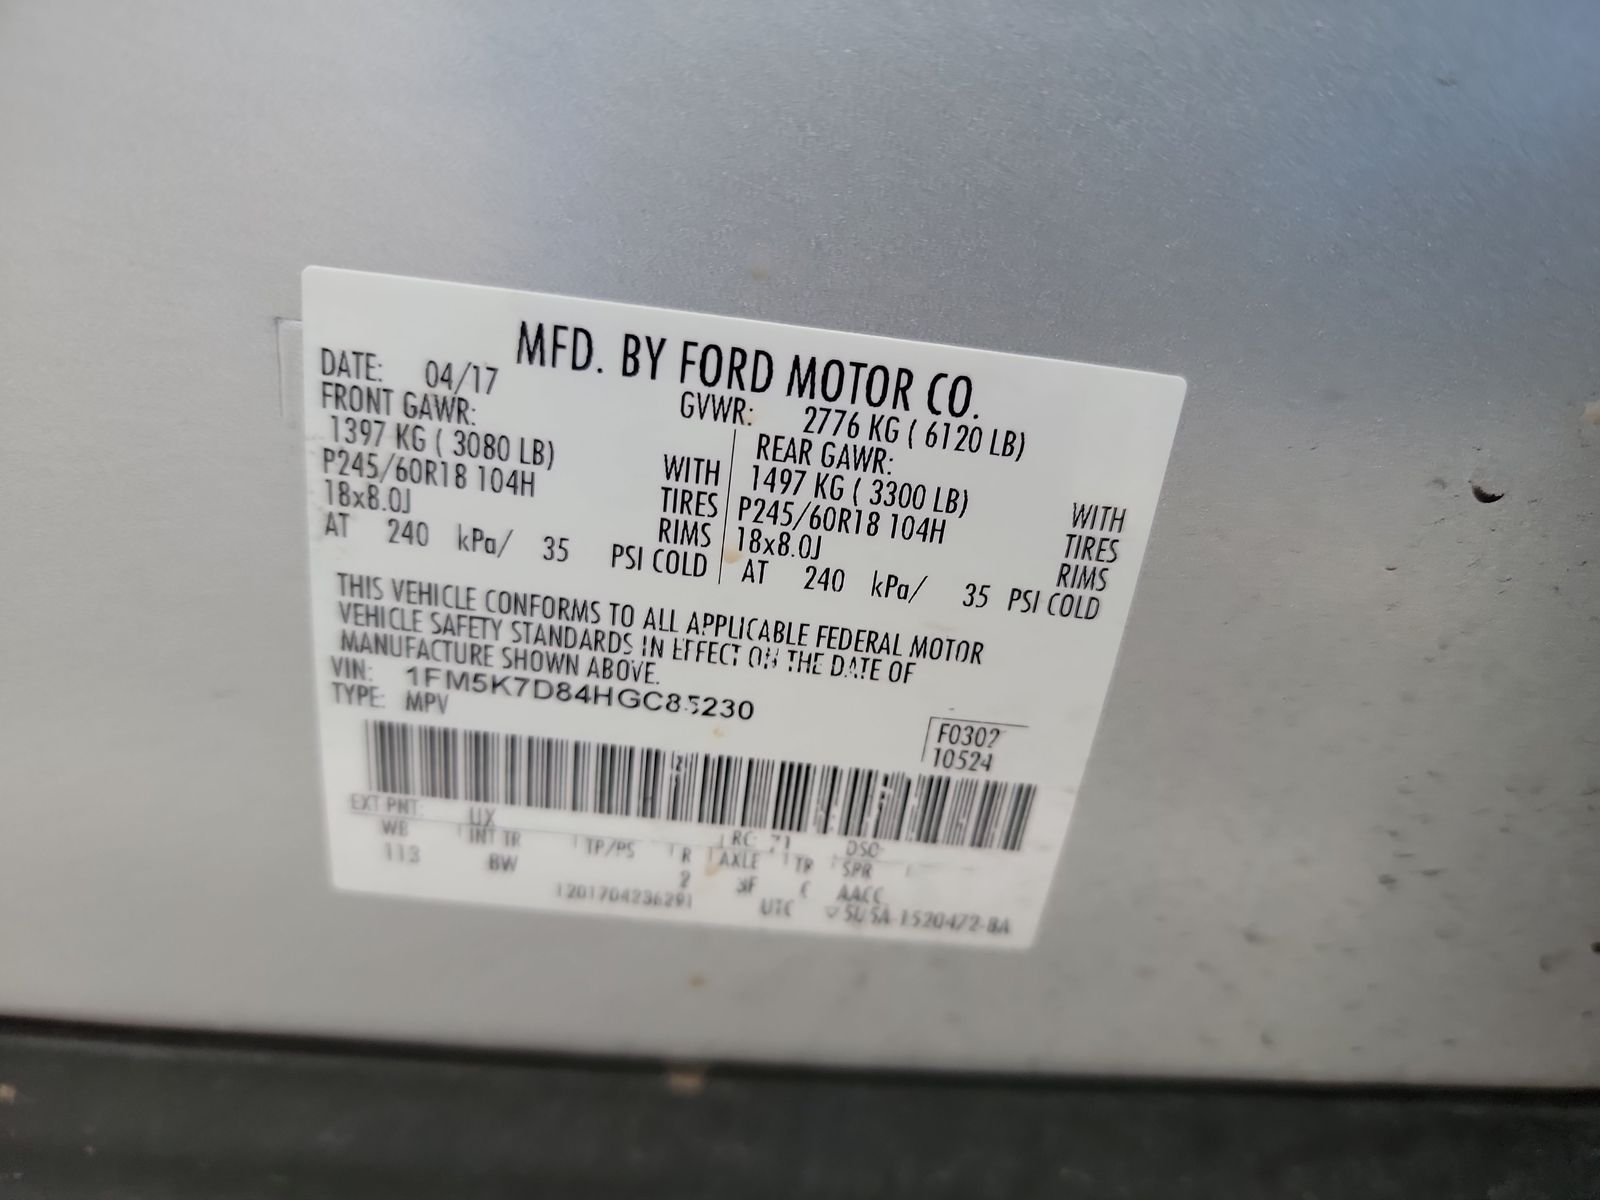 MFD. BY FORD MOTOR CO.
DATE: 04/17
GVWR: 2776 KG ( 6120 LB)
FRONT GAWR:
1397 KG ( 3080 LB) WITH
P245/60R18 104H TIRES
18x8.0J RIMS
AT 240 kPa/ 35 PSI COLD
REAR GAWR:
1497 KG ( 3300 LB) WITH
P245/60R18 104H TIRES
18x8.0J RIMS
AT 240 kPa/ 35 PSI COLD
THIS VEHICLE CONFORMS TO ALL APPLICABLE FEDERAL MOTOR
VEHICLE SAFETY STANDARDS IN EFFECT ON THE DATE OF
MANUFACTURE SHOWN ABOVE.
VIN: 1FM5K7D84HGC85230
TYPE: MPV
F0302
10524
EXT PNT: UX RC: 71 DSO:
WB INT TR TP/PS R AXLE TR SPR
113 BW 2 3F AACC
1201704236291 UTC